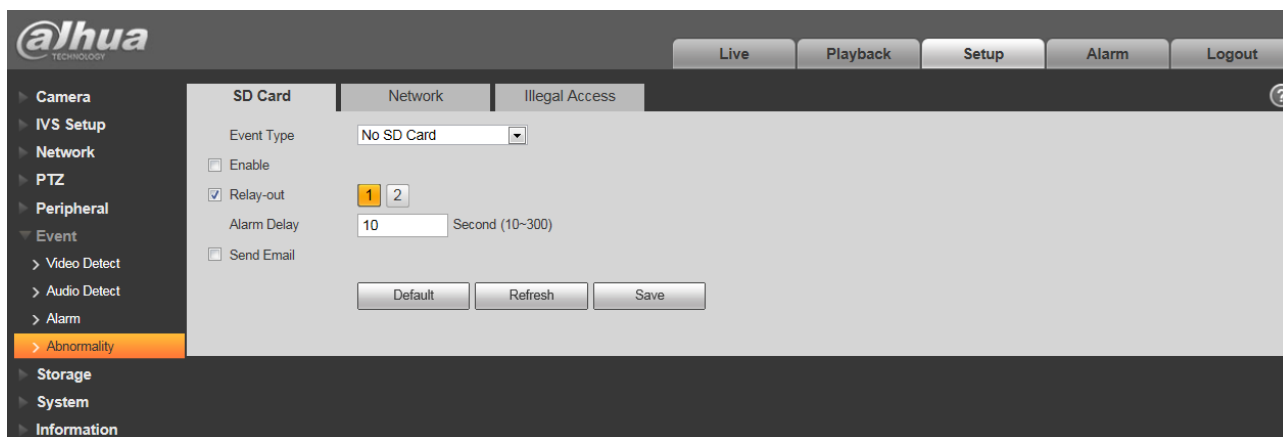 alhua
TECHNOLOGY
Live Playback Setup Alarm Logout
Camera
IVS Setup
Network
PTZ
Peripheral
Event
Video Detect
Audio Detect
Alarm
Abnormality
Storage
System
Information
SD Card Network Illegal Access
?
Event Type No SD Card
Enable
Relay-out 1 2
Alarm Delay 10 Second (10~300)
Send Email
Default Refresh Save